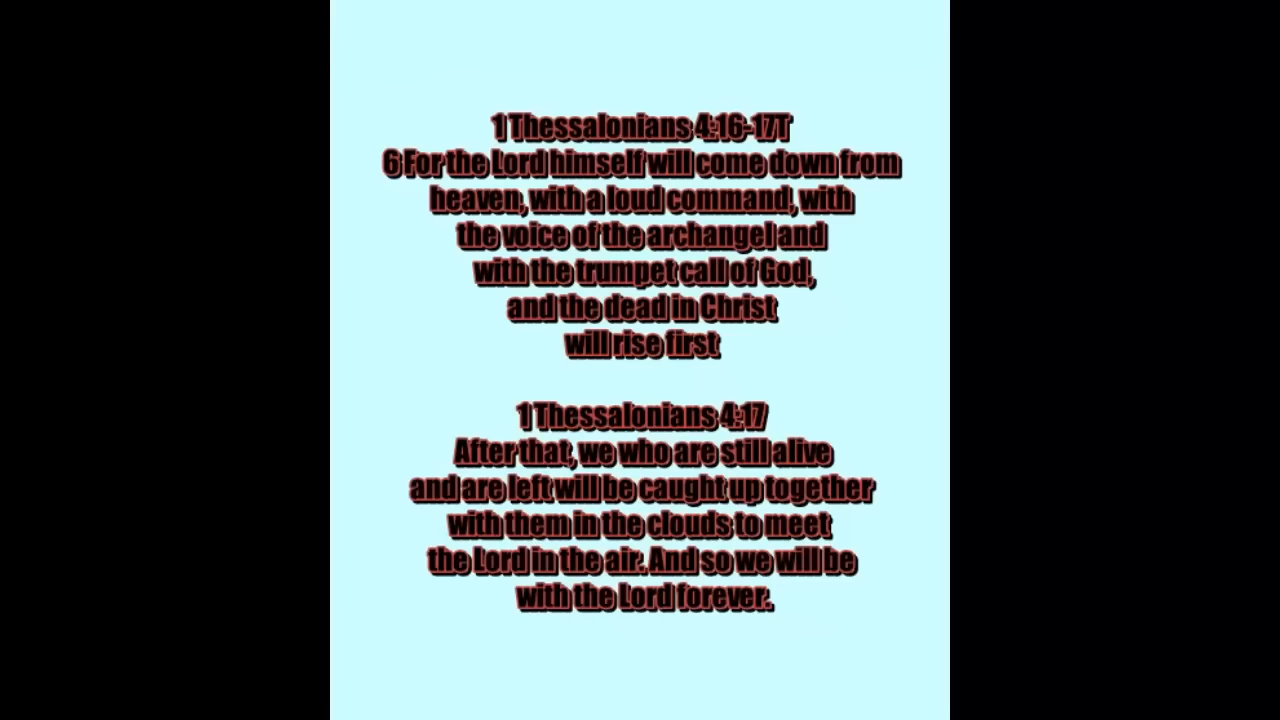 1 Thessalonians 4:16-17T
6 For the Lord himself will come down from
heaven, with a loud command, with
the voice of the archangel and
with the trumpet call of God,
and the dead in Christ
will rise first
1 Thessalonians 4:17
After that, we who are still alive
and are left will be caught up together
with them in the clouds to meet
the Lord in the air. And so we will be
with the Lord forever.